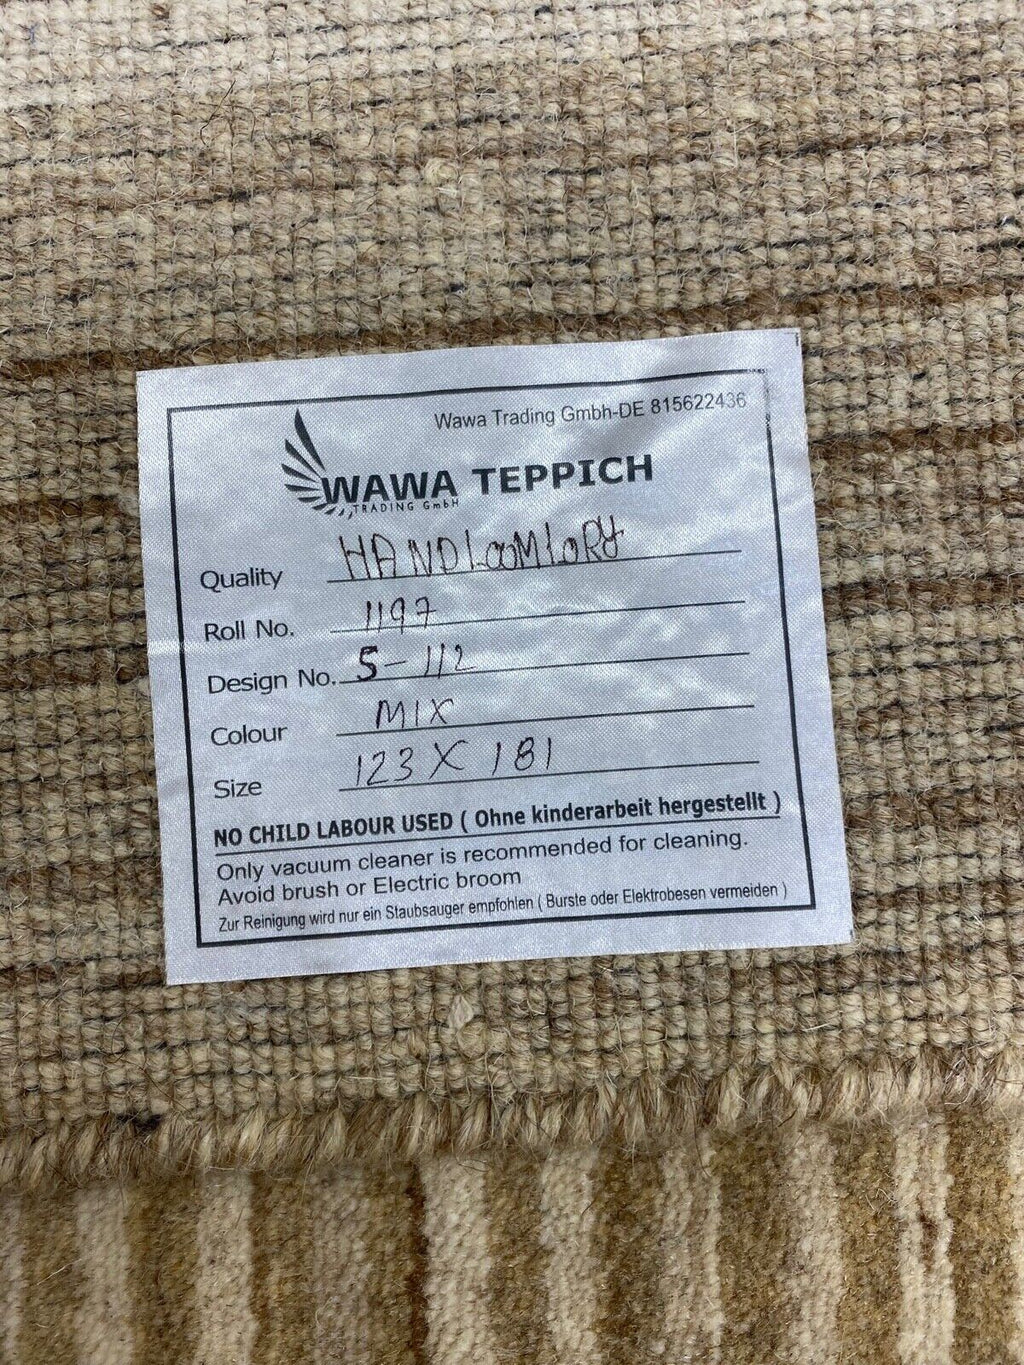 Wawa Trading Gmbh-DE 815622436
WAWA TEPPICH
TRADING GmbH
Quality HANDLOOMLORY
Roll No. 1197
Design No. S-112
Colour MIX
Size 123 X 181
NO CHILD LABOUR USED ( Ohne kinderarbeit hergestellt )
Only vacuum cleaner is recommended for cleaning.
Avoid brush or Electric broom
Zur Reinigung wird nur ein Staubsauger empfohlen ( Burste oder Elektrobesen vermeiden )